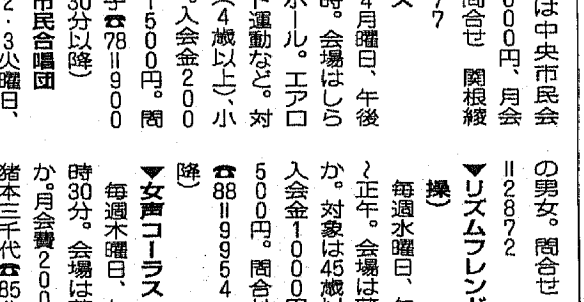 は中央市民会
00円、月会
問合せ　関根綾
77
ス
4月曜日、午後
時。会場はしら
ホール。エアロ
ト運動など。対
(4歳以上)、小
。入会金200
500円。問
子☎78＝900
30分以降)
市民合唱団
2・3火曜日、
の男女。問合せ
＝2872
▼リズムフレンド
操)
毎週水曜日、
〜正午。会場は
か。対象は45歳以
入会金1000円
500円。問合せ
☎88＝9954
降)
▼女声コーラス
毎週木曜日、
時30分。会場は
か。月会費200
猪本三千代☎85